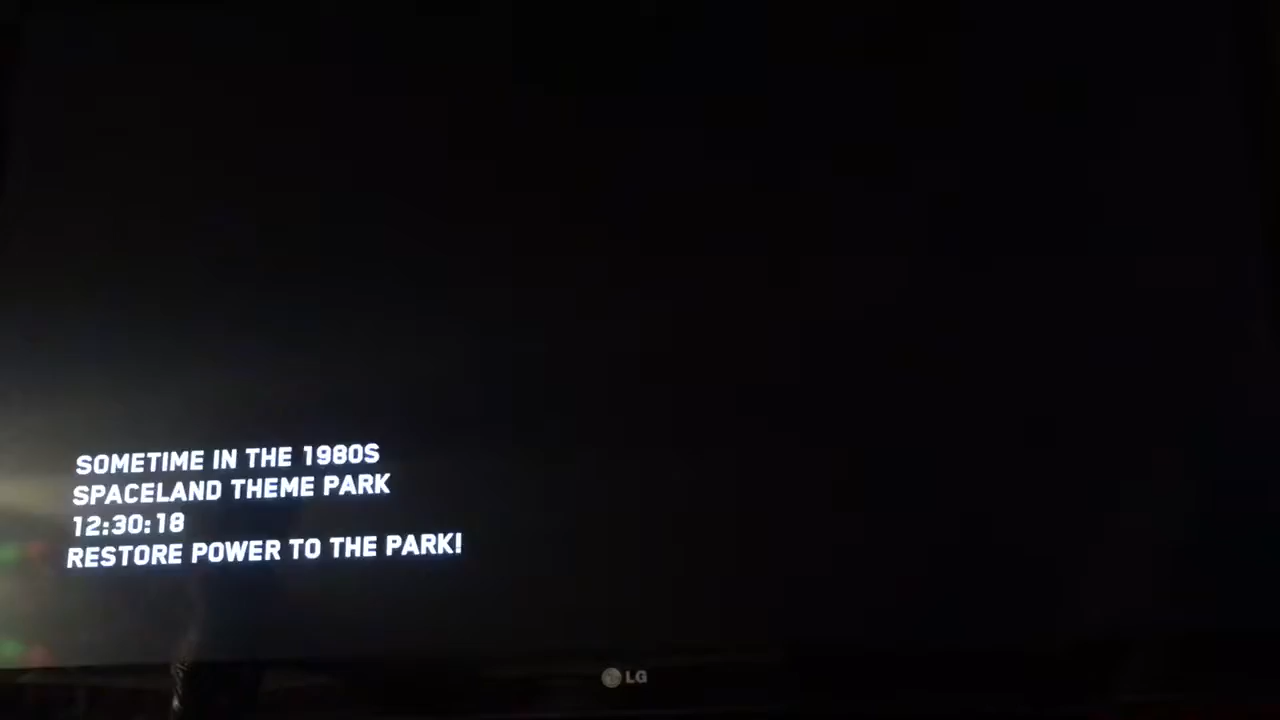 SOMETIME IN THE 1980S
SPACELAND THEME PARK
12:30:18
RESTORE POWER TO THE PARK!
LG